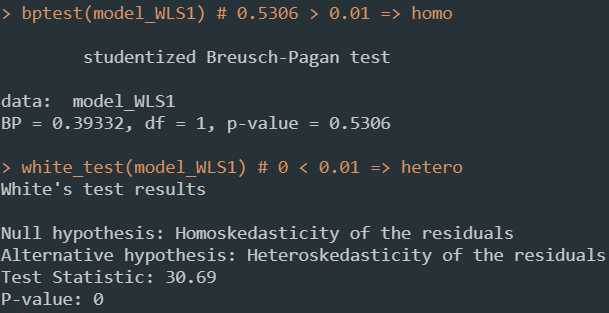 > bptest(model_WLS1) # 0.5306 > 0.01 => homo
studentized Breusch-Pagan test
data:  model_WLS1
BP = 0.39332, df = 1, p-value = 0.5306
> white_test(model_WLS1) # 0 < 0.01 => hetero
White's test results
Null hypothesis: Homoskedasticity of the residuals
Alternative hypothesis: Heteroskedasticity of the residuals
Test Statistic: 30.69
P-value: 0